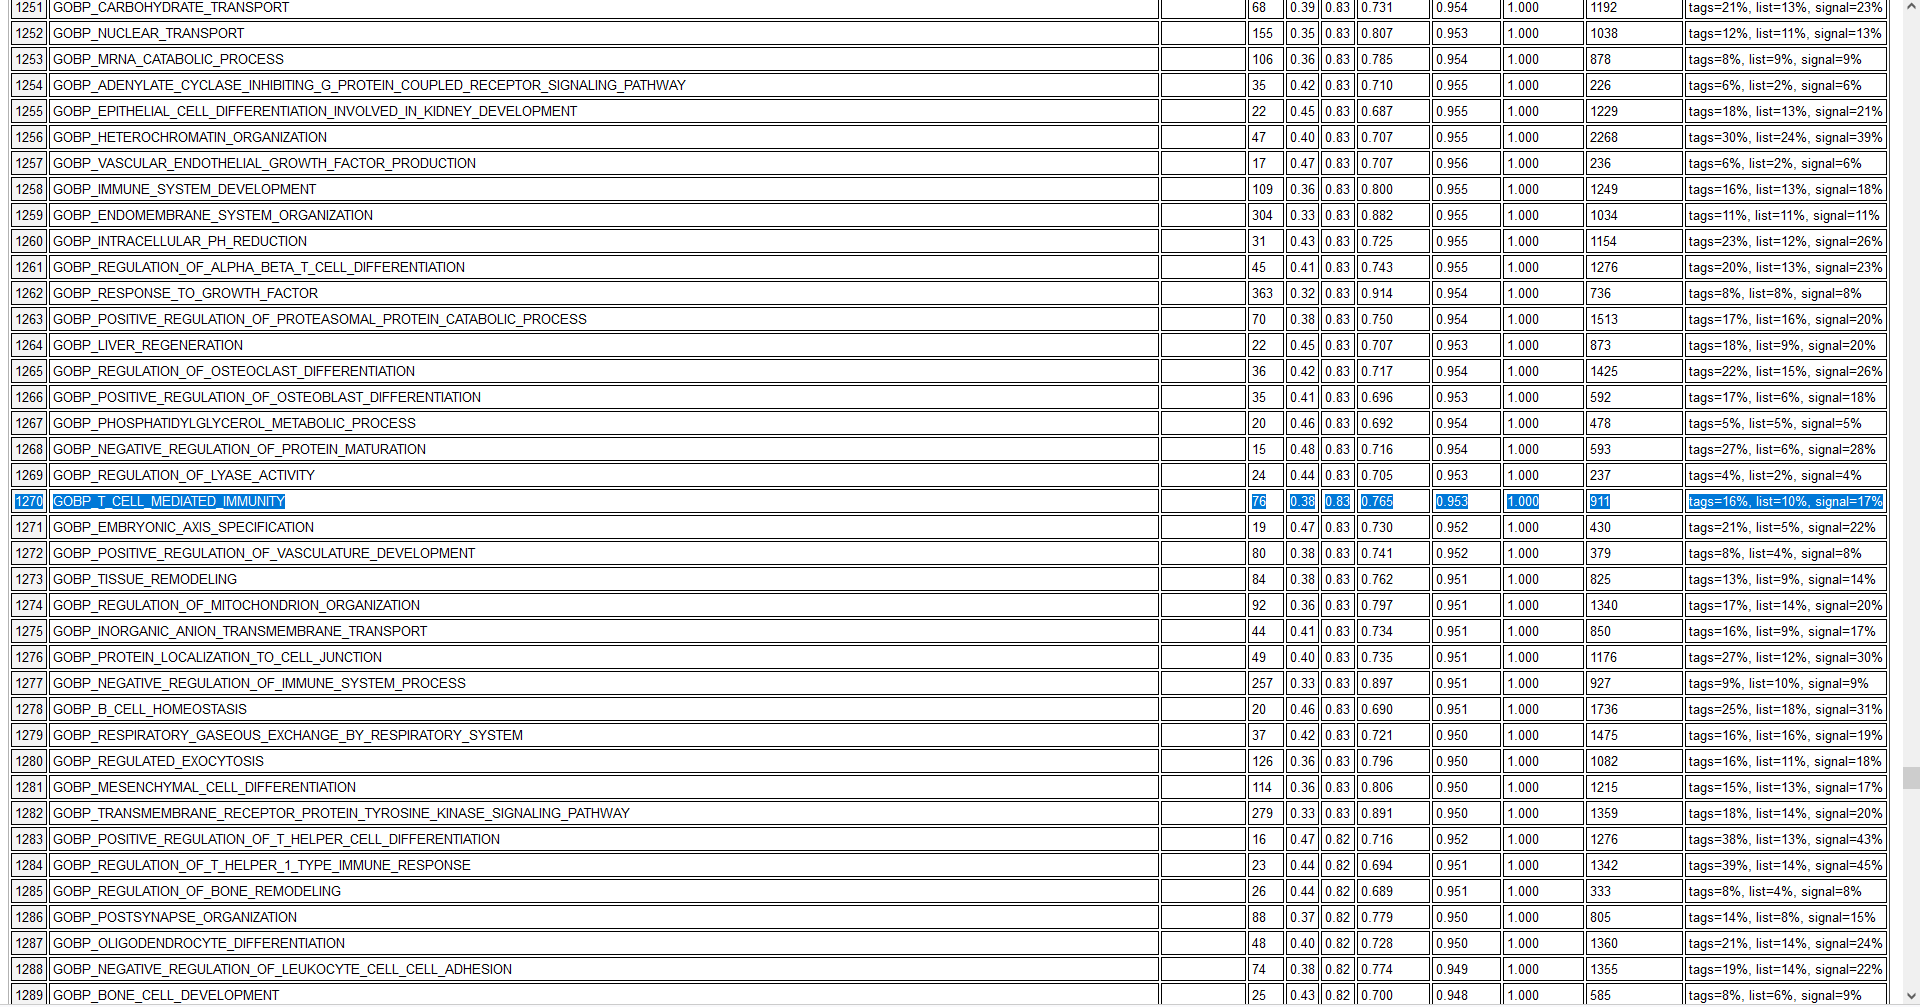 1251 GOBP_CARBOHYDRATE_TRANSPORT 68 0.39 0.83 0.731 0.954 1.000 1192 tags=21%, list=13%, signal=23%
1252 GOBP_NUCLEAR_TRANSPORT 155 0.35 0.83 0.807 0.953 1.000 1038 tags=12%, list=11%, signal=13%
1253 GOBP_MRNA_CATABOLIC_PROCESS 106 0.36 0.83 0.785 0.954 1.000 878 tags=8%, list=9%, signal=9%
1254 GOBP_ADENYLATE_CYCLASE_INHIBITING_G_PROTEIN_COUPLED_RECEPTOR_SIGNALING_PATHWAY 35 0.42 0.83 0.710 0.955 1.000 226 tags=6%, list=2%, signal=6%
1255 GOBP_EPITHELIAL_CELL_DIFFERENTIATION_INVOLVED_IN_KIDNEY_DEVELOPMENT 22 0.45 0.83 0.687 0.955 1.000 1229 tags=18%, list=13%, signal=21%
1256 GOBP_HETEROCHROMATIN_ORGANIZATION 47 0.40 0.83 0.707 0.955 1.000 2268 tags=30%, list=24%, signal=39%
1257 GOBP_VASCULAR_ENDOTHELIAL_GROWTH_FACTOR_PRODUCTION 17 0.47 0.83 0.707 0.956 1.000 236 tags=6%, list=2%, signal=6%
1258 GOBP_IMMUNE_SYSTEM_DEVELOPMENT 109 0.36 0.83 0.800 0.955 1.000 1249 tags=16%, list=13%, signal=18%
1259 GOBP_ENDOMEMBRANE_SYSTEM_ORGANIZATION 304 0.33 0.83 0.882 0.955 1.000 1034 tags=11%, list=11%, signal=11%
1260 GOBP_INTRACELLULAR_PH_REDUCTION 31 0.43 0.83 0.725 0.955 1.000 1154 tags=23%, list=12%, signal=26%
1261 GOBP_REGULATION_OF_ALPHA_BETA_T_CELL_DIFFERENTIATION 45 0.41 0.83 0.743 0.955 1.000 1276 tags=20%, list=13%, signal=23%
1262 GOBP_RESPONSE_TO_GROWTH_FACTOR 363 0.32 0.83 0.914 0.954 1.000 736 tags=8%, list=8%, signal=8%
1263 GOBP_POSITIVE_REGULATION_OF_PROTEASOMAL_PROTEIN_CATABOLIC_PROCESS 70 0.38 0.83 0.750 0.954 1.000 1513 tags=17%, list=16%, signal=20%
1264 GOBP_LIVER_REGENERATION 22 0.45 0.83 0.707 0.953 1.000 873 tags=18%, list=9%, signal=20%
1265 GOBP_REGULATION_OF_OSTEOCLAST_DIFFERENTIATION 36 0.42 0.83 0.717 0.954 1.000 1425 tags=22%, list=15%, signal=26%
1266 GOBP_POSITIVE_REGULATION_OF_OSTEOBLAST_DIFFERENTIATION 35 0.41 0.83 0.696 0.953 1.000 592 tags=17%, list=6%, signal=18%
1267 GOBP_PHOSPHATIDYLGLYCEROL_METABOLIC_PROCESS 20 0.46 0.83 0.692 0.954 1.000 478 tags=5%, list=5%, signal=5%
1268 GOBP_NEGATIVE_REGULATION_OF_PROTEIN_MATURATION 15 0.48 0.83 0.716 0.954 1.000 593 tags=27%, list=6%, signal=28%
1269 GOBP_REGULATION_OF_LYASE_ACTIVITY 24 0.44 0.83 0.705 0.953 1.000 237 tags=4%, list=2%, signal=4%
1270 GOBP_T_CELL_MEDIATED_IMMUNITY 76 0.38 0.83 0.765 0.953 1.000 911 tags=16%, list=10%, signal=17%
1271 GOBP_EMBRYONIC_AXIS_SPECIFICATION 19 0.47 0.83 0.730 0.952 1.000 430 tags=21%, list=5%, signal=22%
1272 GOBP_POSITIVE_REGULATION_OF_VASCULATURE_DEVELOPMENT 80 0.38 0.83 0.741 0.952 1.000 379 tags=8%, list=4%, signal=8%
1273 GOBP_TISSUE_REMODELING 84 0.38 0.83 0.762 0.951 1.000 825 tags=13%, list=9%, signal=14%
1274 GOBP_REGULATION_OF_MITOCHONDRION_ORGANIZATION 92 0.36 0.83 0.797 0.951 1.000 1340 tags=17%, list=14%, signal=20%
1275 GOBP_INORGANIC_ANION_TRANSMEMBRANE_TRANSPORT 44 0.41 0.83 0.734 0.951 1.000 850 tags=16%, list=9%, signal=17%
1276 GOBP_PROTEIN_LOCALIZATION_TO_CELL_JUNCTION 49 0.40 0.83 0.735 0.951 1.000 1176 tags=27%, list=12%, signal=30%
1277 GOBP_NEGATIVE_REGULATION_OF_IMMUNE_SYSTEM_PROCESS 257 0.33 0.83 0.897 0.951 1.000 927 tags=9%, list=10%, signal=9%
1278 GOBP_B_CELL_HOMEOSTASIS 20 0.46 0.83 0.690 0.951 1.000 1736 tags=25%, list=18%, signal=31%
1279 GOBP_RESPIRATORY_GASEOUS_EXCHANGE_BY_RESPIRATORY_SYSTEM 37 0.42 0.83 0.721 0.950 1.000 1475 tags=16%, list=16%, signal=19%
1280 GOBP_REGULATED_EXOCYTOSIS 126 0.36 0.83 0.796 0.950 1.000 1082 tags=16%, list=11%, signal=18%
1281 GOBP_MESENCHYMAL_CELL_DIFFERENTIATION 114 0.36 0.83 0.806 0.950 1.000 1215 tags=15%, list=13%, signal=17%
1282 GOBP_TRANSMEMBRANE_RECEPTOR_PROTEIN_TYROSINE_KINASE_SIGNALING_PATHWAY 279 0.33 0.83 0.891 0.950 1.000 1359 tags=18%, list=14%, signal=20%
1283 GOBP_POSITIVE_REGULATION_OF_T_HELPER_CELL_DIFFERENTIATION 16 0.47 0.82 0.716 0.952 1.000 1276 tags=38%, list=13%, signal=43%
1284 GOBP_REGULATION_OF_T_HELPER_1_TYPE_IMMUNE_RESPONSE 23 0.44 0.82 0.694 0.951 1.000 1342 tags=39%, list=14%, signal=45%
1285 GOBP_REGULATION_OF_BONE_REMODELING 26 0.44 0.82 0.689 0.951 1.000 333 tags=8%, list=4%, signal=8%
1286 GOBP_POSTSYNAPSE_ORGANIZATION 88 0.37 0.82 0.779 0.950 1.000 805 tags=14%, list=8%, signal=15%
1287 GOBP_OLIGODENDROCYTE_DIFFERENTIATION 48 0.40 0.82 0.728 0.950 1.000 1360 tags=21%, list=14%, signal=24%
1288 GOBP_NEGATIVE_REGULATION_OF_LEUKOCYTE_CELL_CELL_ADHESION 74 0.38 0.82 0.774 0.949 1.000 1355 tags=19%, list=14%, signal=22%
1289 GOBP_BONE_CELL_DEVELOPMENT 25 0.43 0.82 0.700 0.948 1.000 585 tags=8%, list=6%, signal=9%